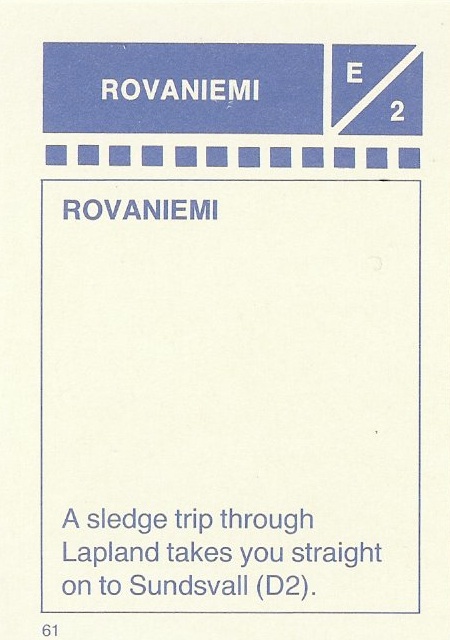 ROVANIEMI
E
2
ROVANIEMI
A sledge trip through
Lapland takes you straight
on to Sundsvall (D2).
61